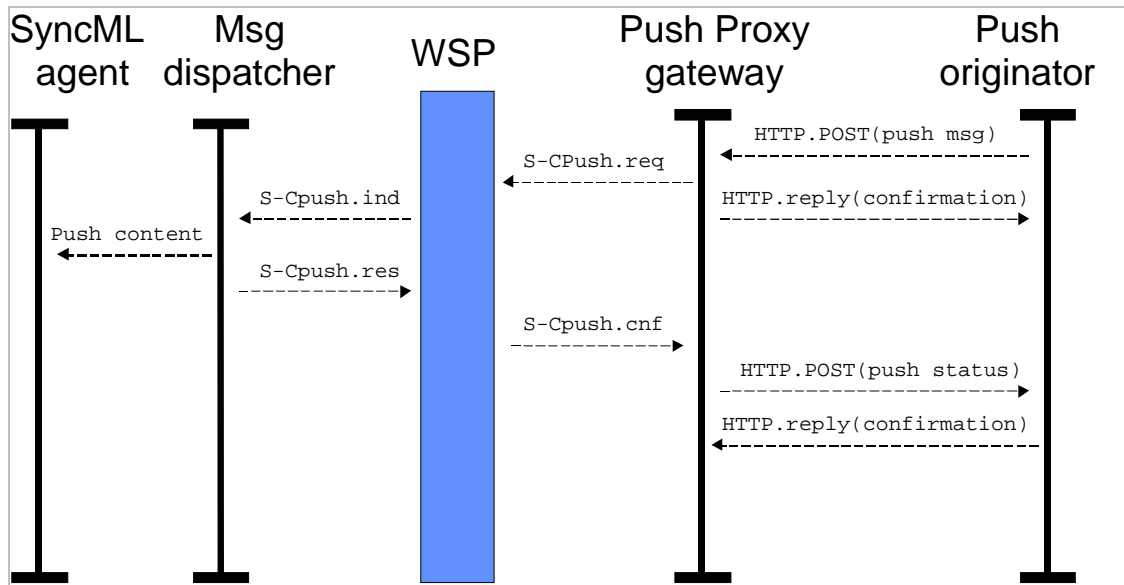 SyncML
agent
Msg
dispatcher
WSP
Push Proxy
gateway
Push
originator
HTTP.POST(push msg)
S-CPush.req
S-Cpush.ind
HTTP.reply(confirmation)
Push content
S-Cpush.res
S-Cpush.cnf
HTTP.POST(push status)
HTTP.reply(confirmation)